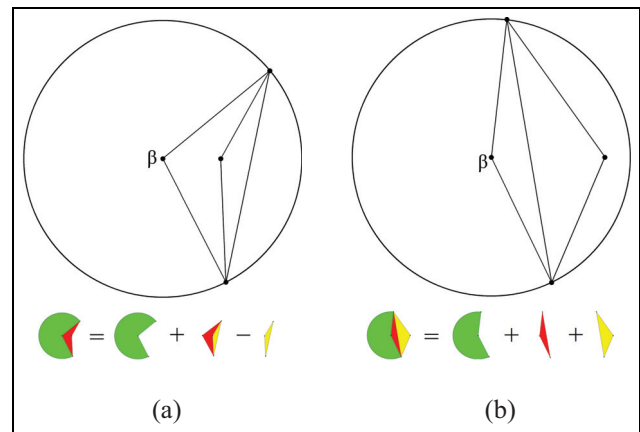 β
β
= + −
= + +
(a)
(b)